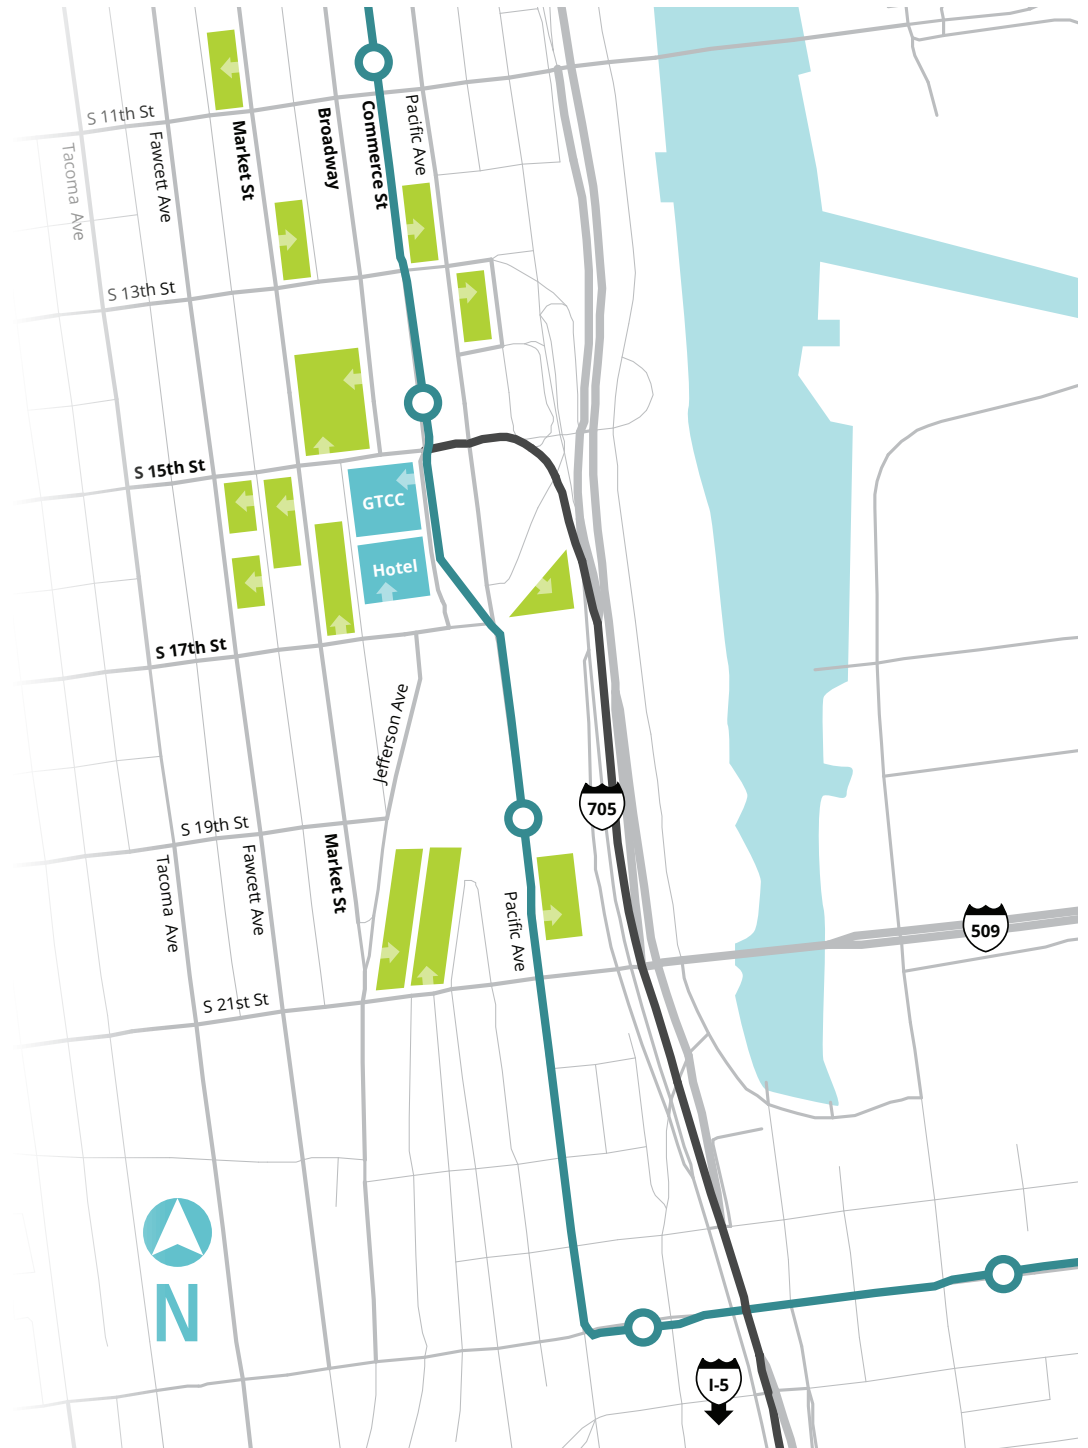 S 11th St
Tacoma Ave
Fawcett Ave
Market St
Broadway
Commerce St
Pacific Ave
S 13th St
S 15th St
GTCC
Hotel
S 17th St
Jefferson Ave
705
S 19th St
Tacoma Ave
Fawcett Ave
Market St
Pacific Ave
509
S 21st St
N
I-5